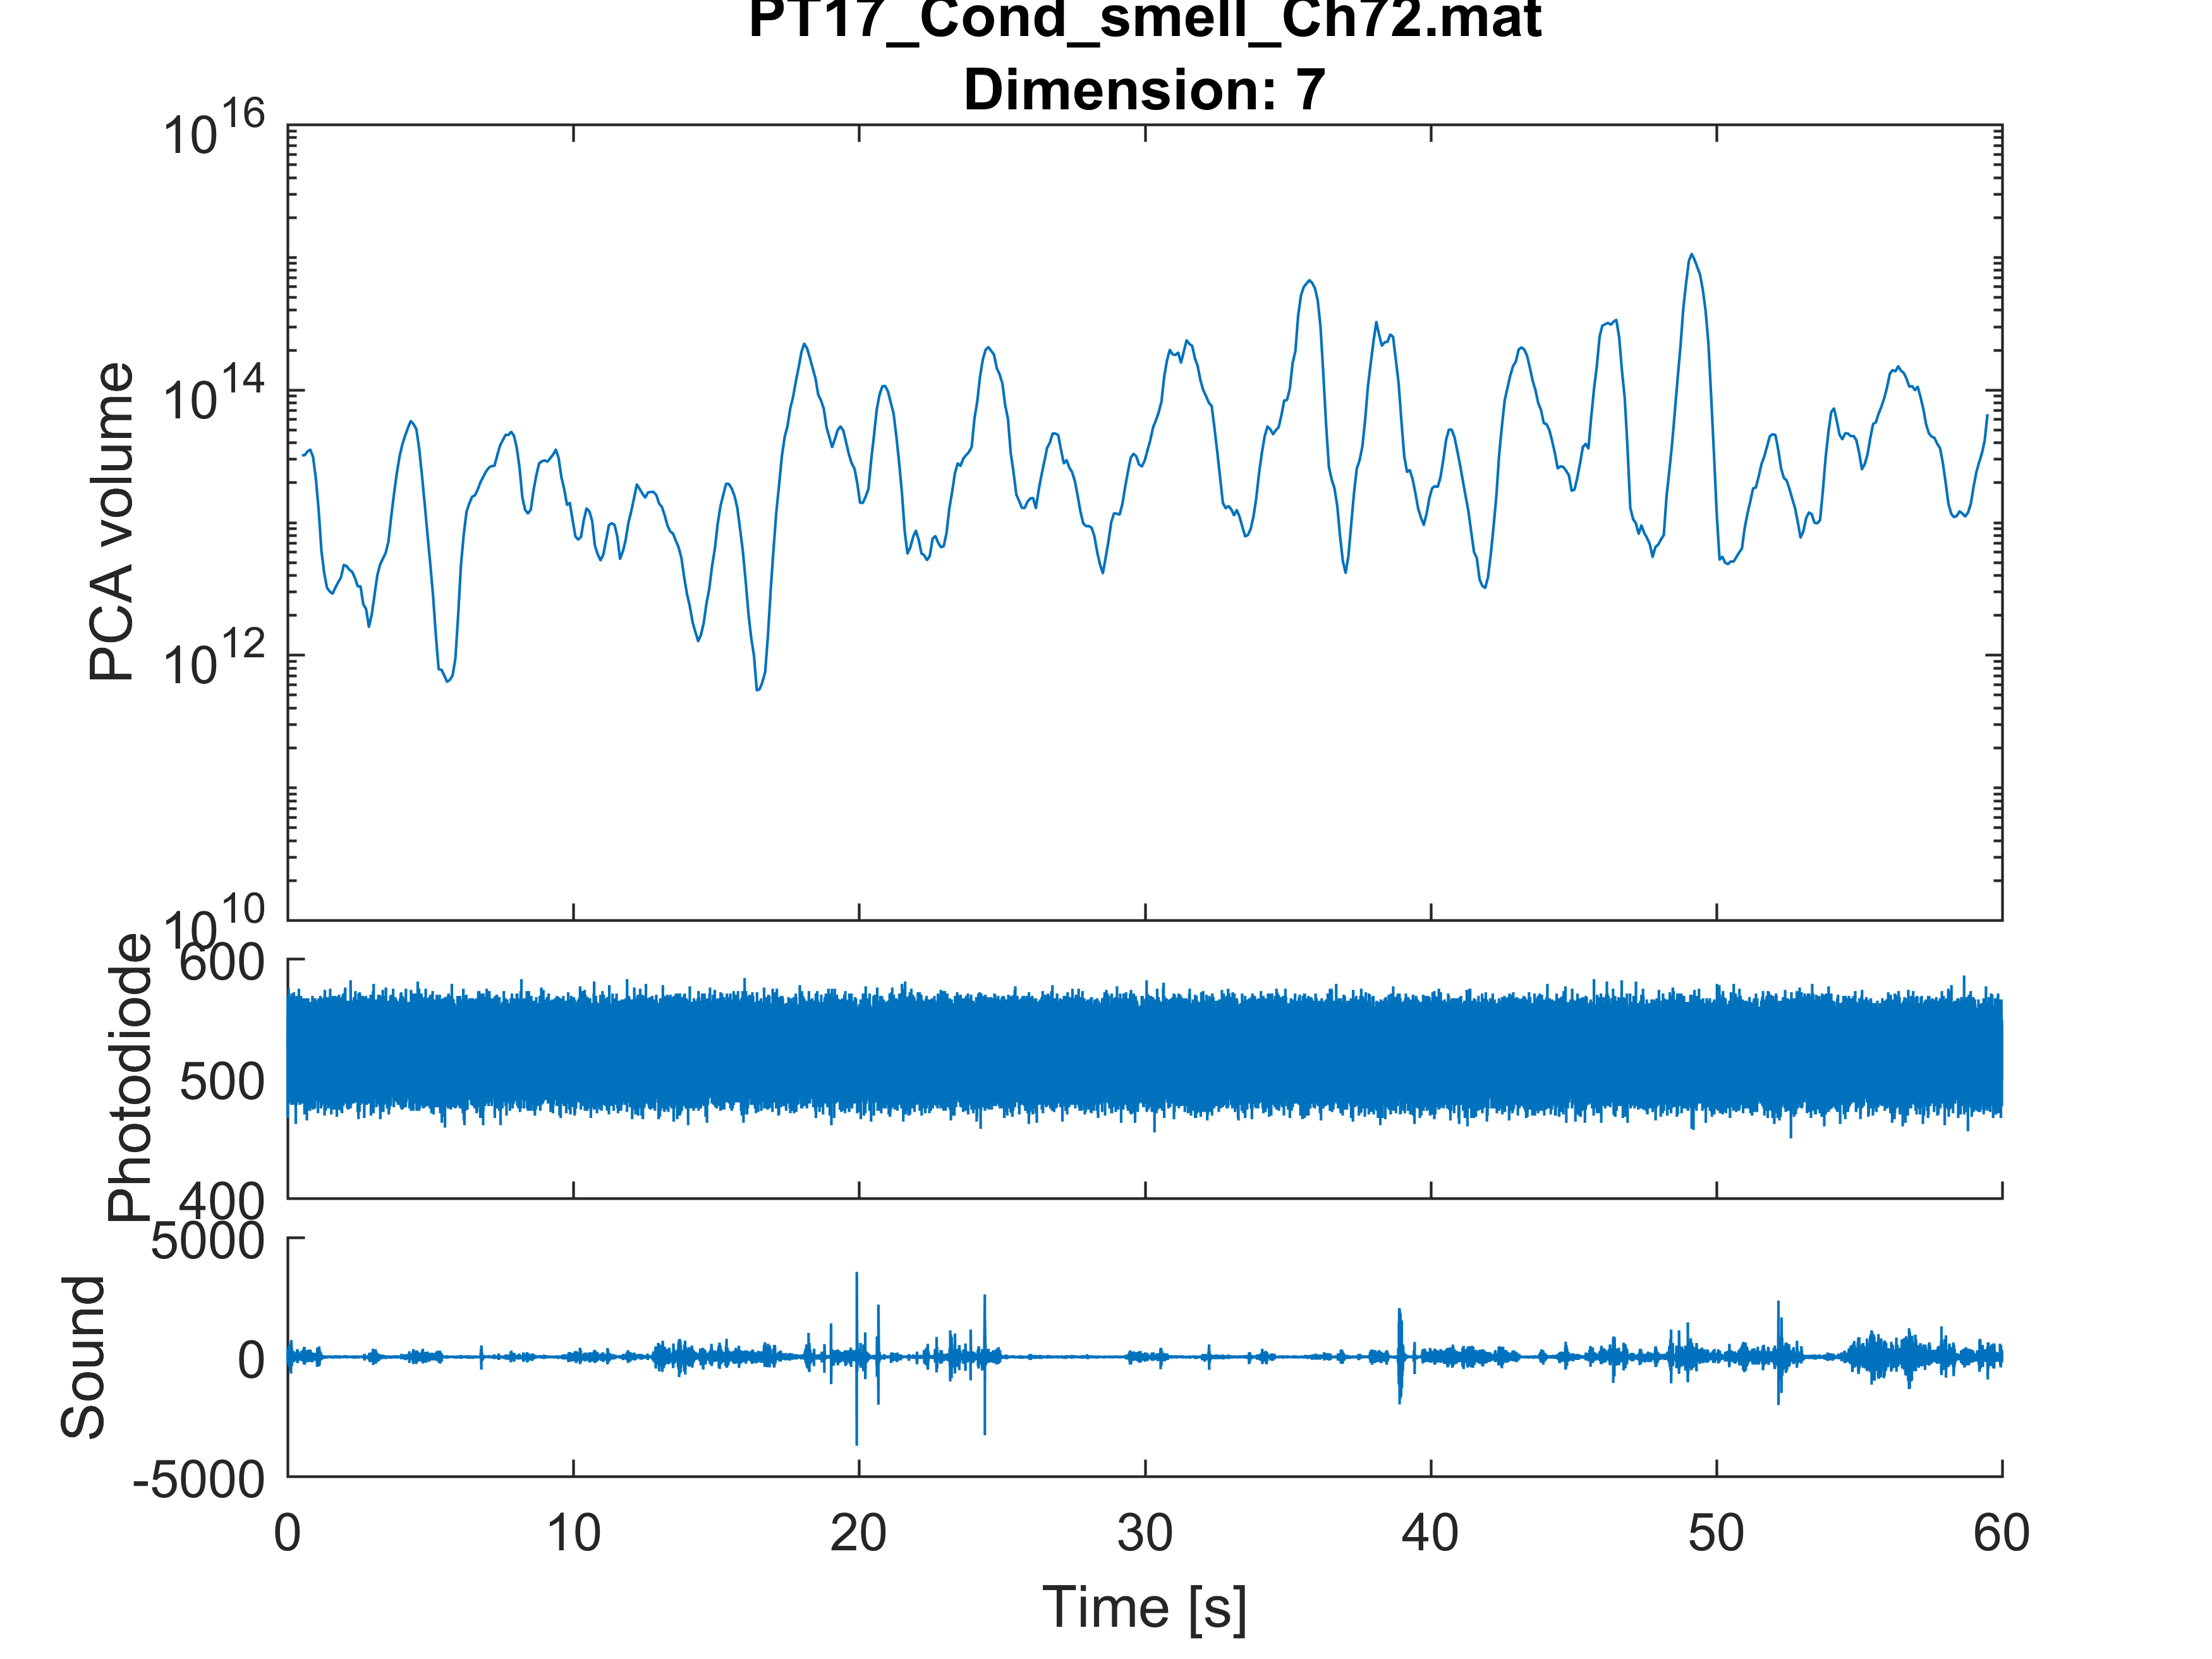 PT17_Cond_smell_Ch72.mat
Dimension: 7
PCA volume
10^16
10^14
10^12
10^10
Photodiode
600
500
400
Sound
5000
0
-5000
0 10 20 30 40 50 60
Time [s]